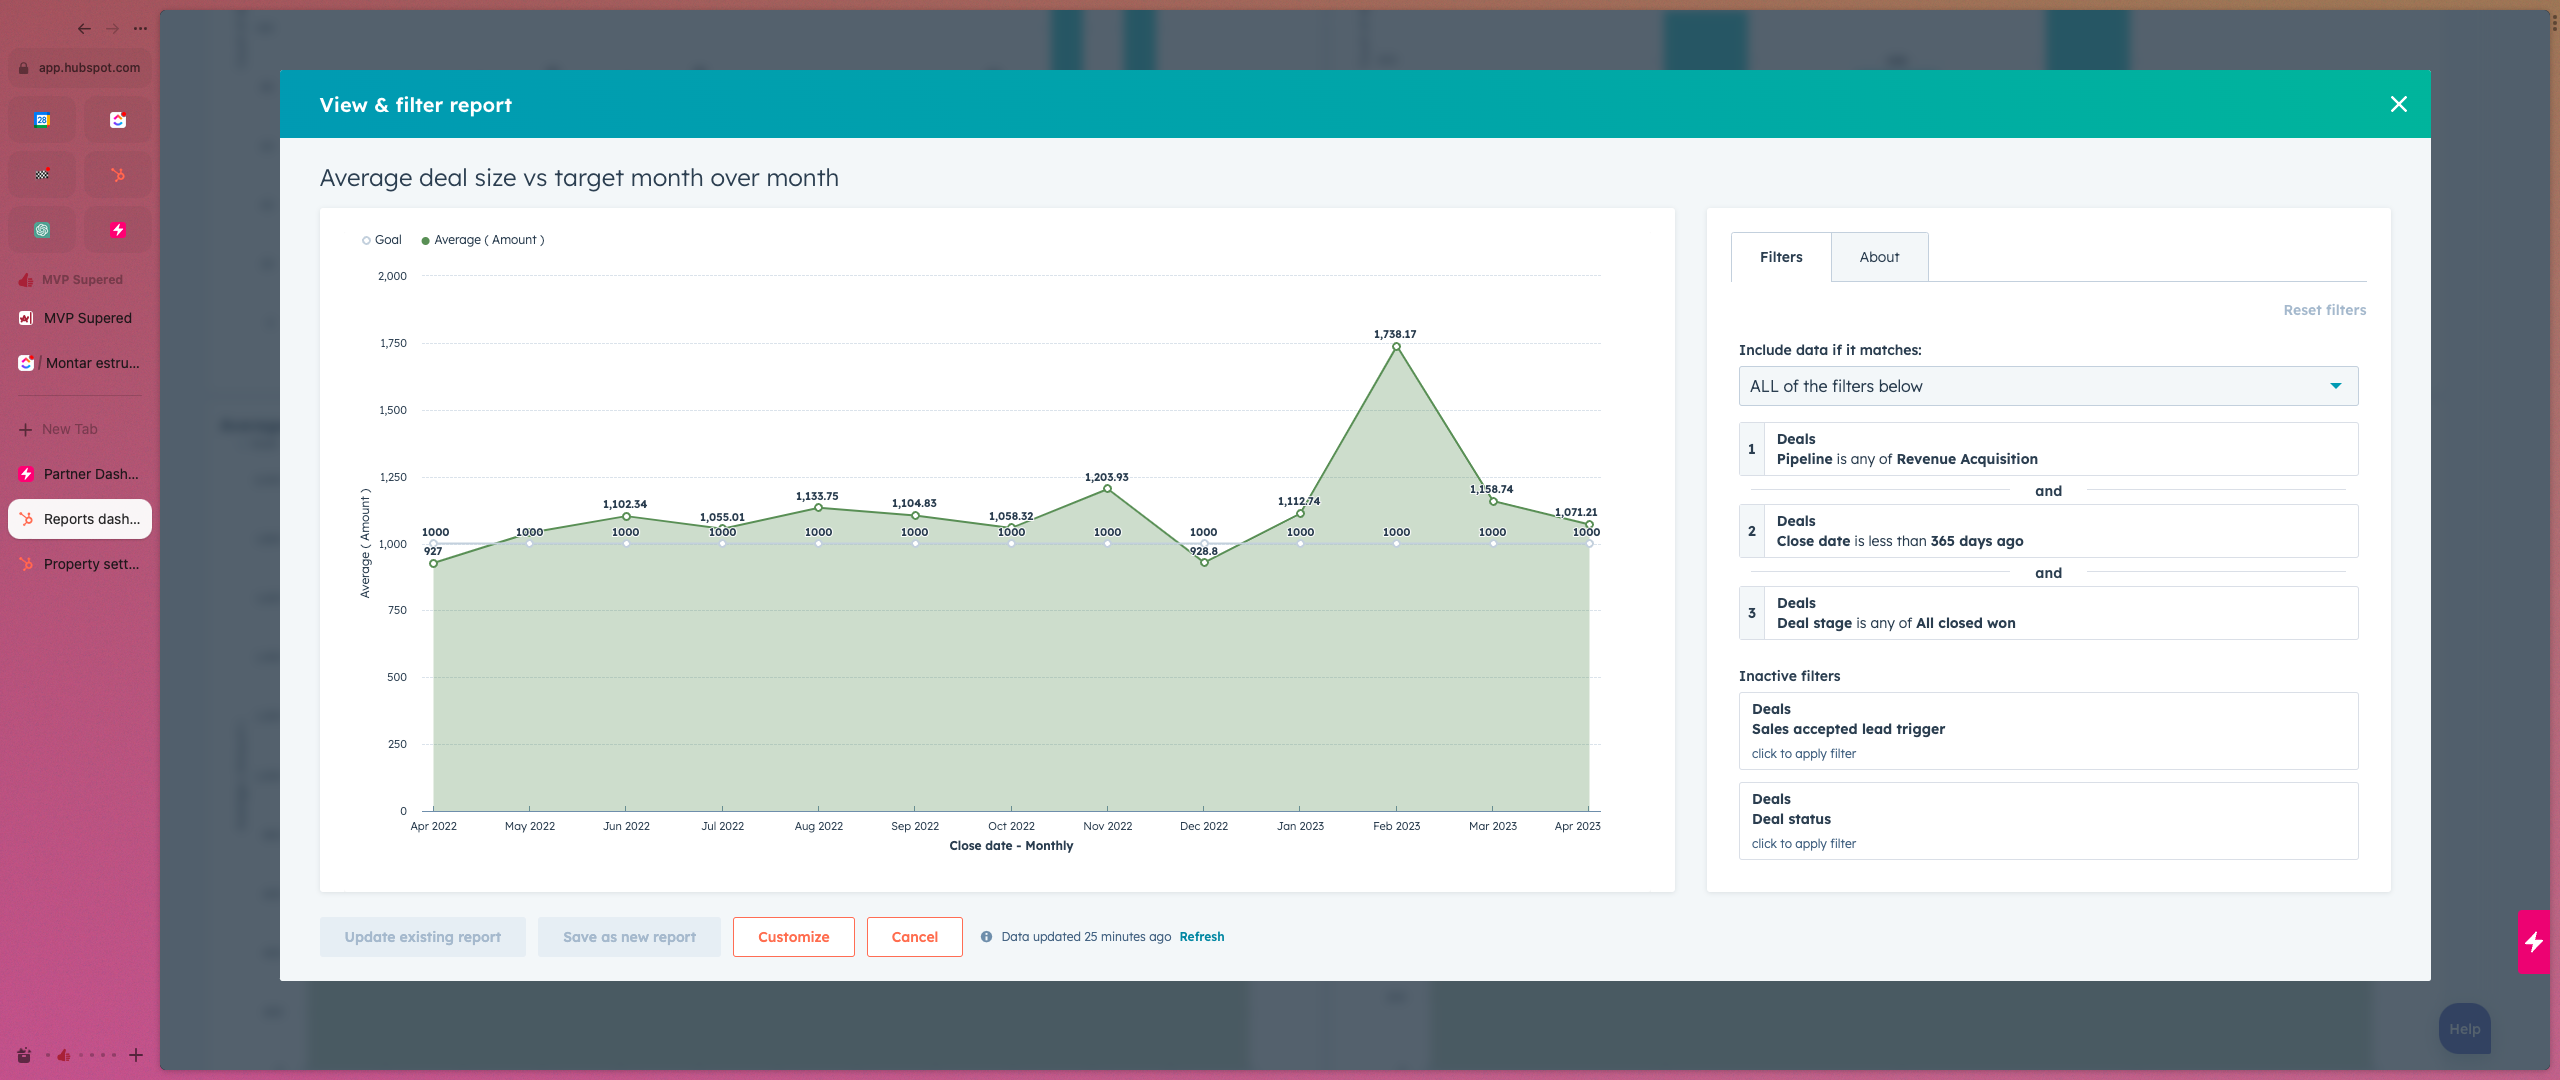 app.hubspot.com
28
MVP Supered
MVP Supered
/ Montar estru...
New Tab
Partner Dash...
Reports dash...
Property sett...
View & filter report
Average deal size vs target month over month
Goal
Average ( Amount )
2,000
1,750
1,500
1,250
1,000
750
500
250
0
Average ( Amount )
1,738.17
1,203.93
1,158.74
1,133.75
1,112.74
1,102.34
1,104.83
1,071.21
1,055.01
1,058.32
1000 1000 1000 1000 1000 1000 1000 1000 1000 1000 1000 1000 1000
927
928.8
Apr 2022 May 2022 Jun 2022 Jul 2022 Aug 2022 Sep 2022 Oct 2022 Nov 2022 Dec 2022 Jan 2023 Feb 2023 Mar 2023 Apr 2023
Close date - Monthly
Filters
About
Reset filters
Include data if it matches:
ALL of the filters below
1
Deals
Pipeline is any of Revenue Acquisition
and
2
Deals
Close date is less than 365 days ago
and
3
Deals
Deal stage is any of All closed won
Inactive filters
Deals
Sales accepted lead trigger
click to apply filter
Deals
Deal status
click to apply filter
Update existing report
Save as new report
Customize
Cancel
Data updated 25 minutes ago Refresh
Help